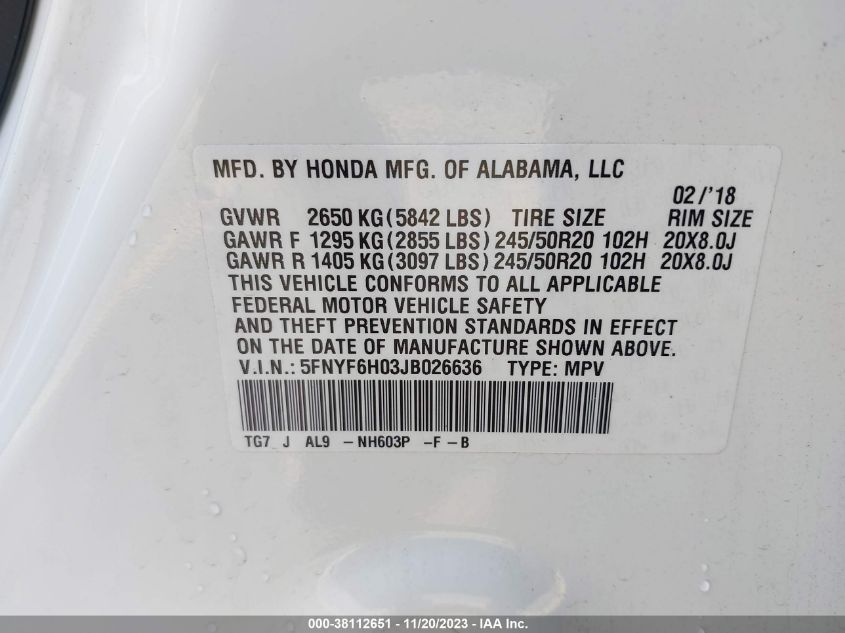 MFD. BY HONDA MFG. OF ALABAMA, LLC
02/'18
GVWR 2650 KG(5842 LBS) TIRE SIZE RIM SIZE
GAWR F 1295 KG(2855 LBS)245/50R20 102H 20X8.0J
GAWR R 1405 KG(3097 LBS)245/50R20 102H 20X8.0J
THIS VEHICLE CONFORMS TO ALL APPLICABLE
FEDERAL MOTOR VEHICLE SAFETY
AND THEFT PREVENTION STANDARDS IN EFFECT
ON THE DATE OF MANUFACTURE SHOWN ABOVE.
V.I.N.: 5FNYF6H03JB026636 TYPE: MPV
TG7 J AL9 -NH603P -F-B
000-38112651 - 11/20/2023 - IAA Inc.